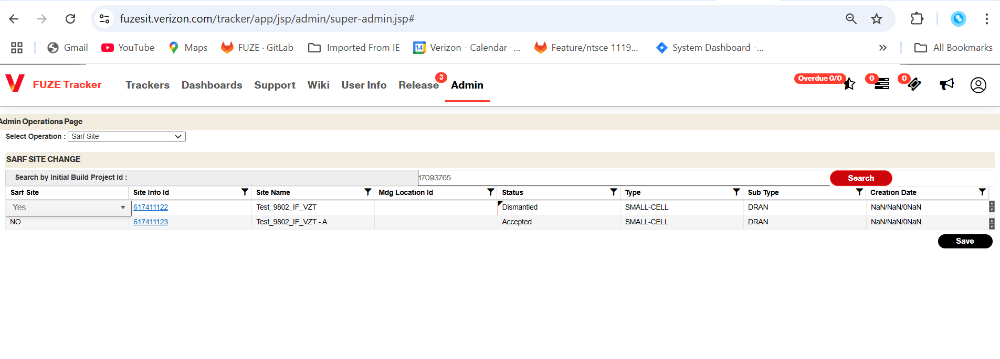 fuzesit.verizon.com/tracker/app/jsp/admin/super-admin.jsp#
Gmail YouTube Maps FUZE · GitLab Imported From IE 14 Verizon - Calendar -... Feature/ntsce 1119... System Dashboard -... » All Bookmarks
FUZE Tracker Trackers Dashboards Support Wiki User Info Release 3 Admin Overdue 0/0 0 0
Admin Operations Page
Select Operation : Sarf Site
SARF SITE CHANGE
Search by Initial Build Project Id : 17093765 Search
Sarf Site Site Info Id Site Name Mdg Location Id Status Type Sub Type Creation Date
Yes 617411122 Test_9802_IF_VZT Dismantled SMALL-CELL DRAN NaN/NaN/0NaN
NO 617411123 Test_9802_IF_VZT - A Accepted SMALL-CELL DRAN NaN/NaN/0NaN
Save